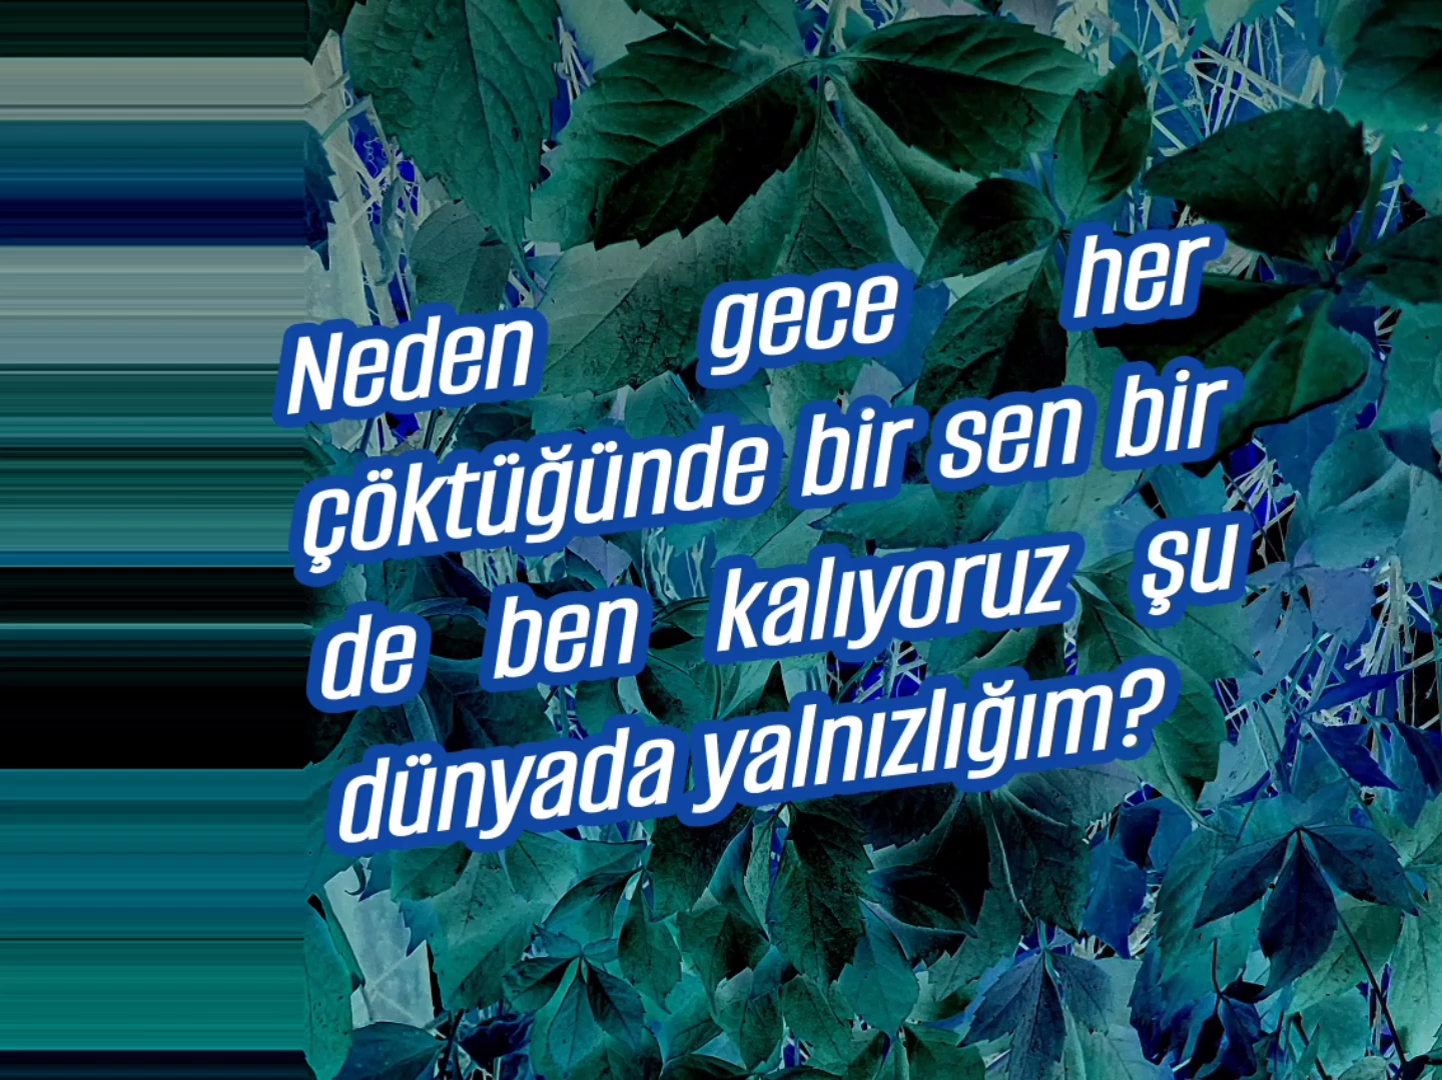 Neden gece her
çöktüğünde bir sen bir
de ben kalıyoruz şu
dünyada yalnızlığım?